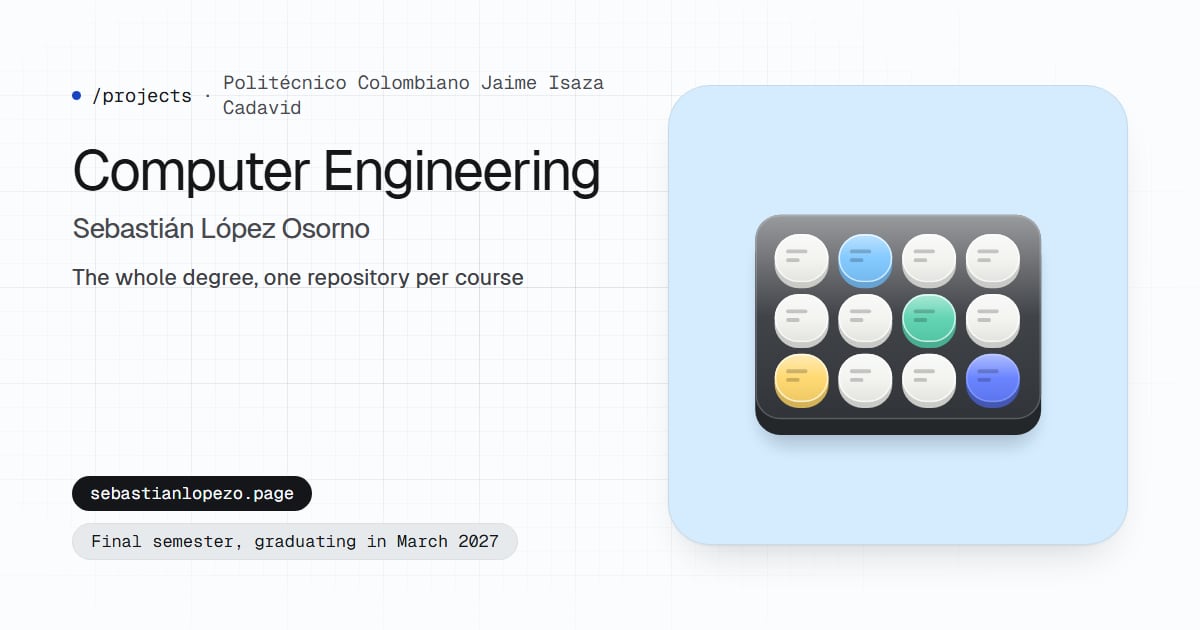 /projects · Politécnico Colombiano Jaime Isaza
Cadavid
Computer Engineering
Sebastián López Osorno
The whole degree, one repository per course
sebastianlopezo.page
Final semester, graduating in March 2027